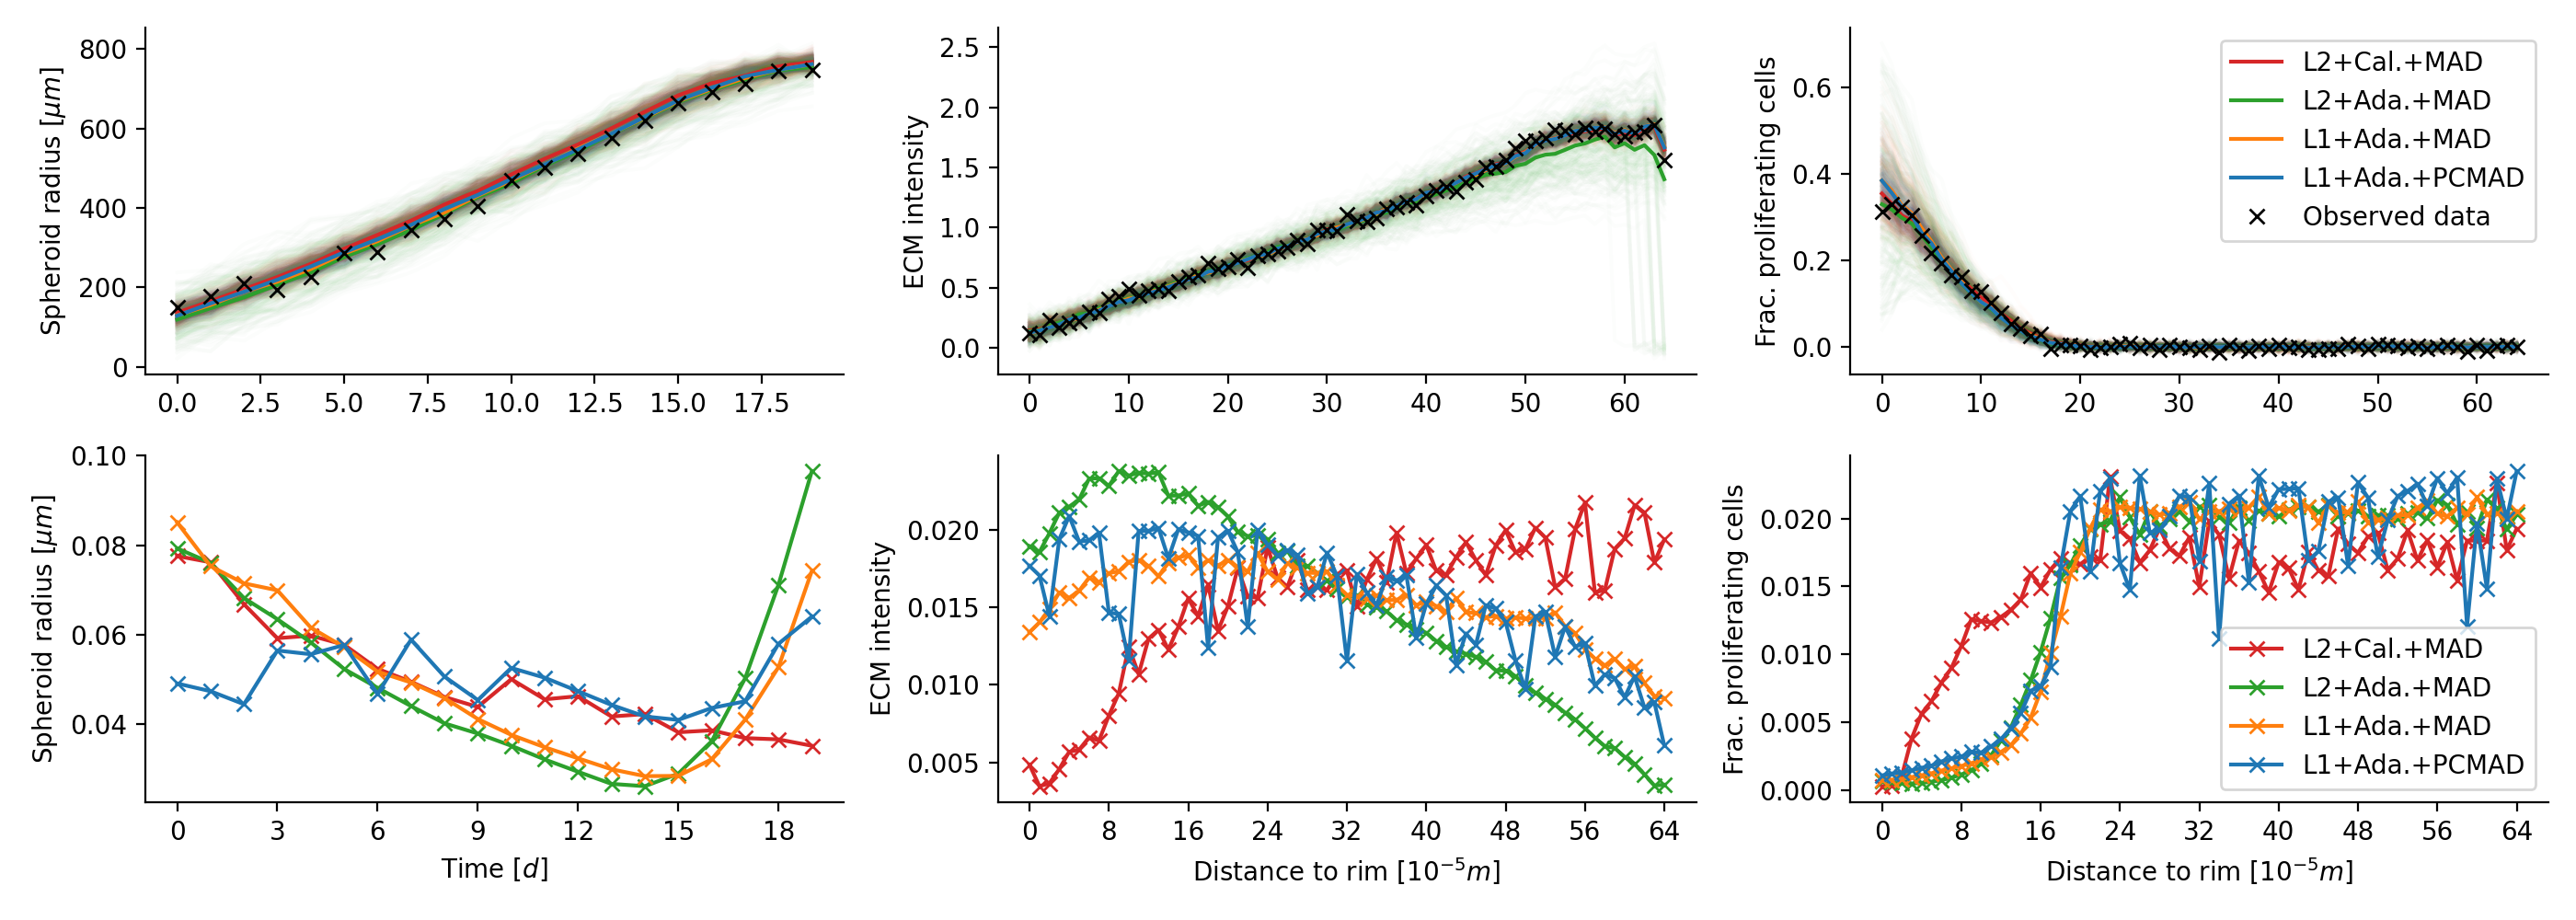 800
600
400
200
0
Spheroid radius [μm]
0.0 2.5 5.0 7.5 10.0 12.5 15.0 17.5
2.5
2.0
1.5
1.0
0.5
0.0
ECM intensity
0 10 20 30 40 50 60
0.6
0.4
0.2
0.0
Frac. proliferating cells
0 10 20 30 40 50 60
L2+Cal.+MAD
L2+Ada.+MAD
L1+Ada.+MAD
L1+Ada.+PCMAD
Observed data
0.10
0.08
0.06
0.04
Spheroid radius [μm]
0 3 6 9 12 15 18
Time [d]
0.020
0.015
0.010
0.005
ECM intensity
0 8 16 24 32 40 48 56 64
Distance to rim [10⁻⁵m]
0.020
0.015
0.010
0.005
0.000
Frac. proliferating cells
0 8 16 24 32 40 48 56 64
Distance to rim [10⁻⁵m]
L2+Cal.+MAD
L2+Ada.+MAD
L1+Ada.+MAD
L1+Ada.+PCMAD